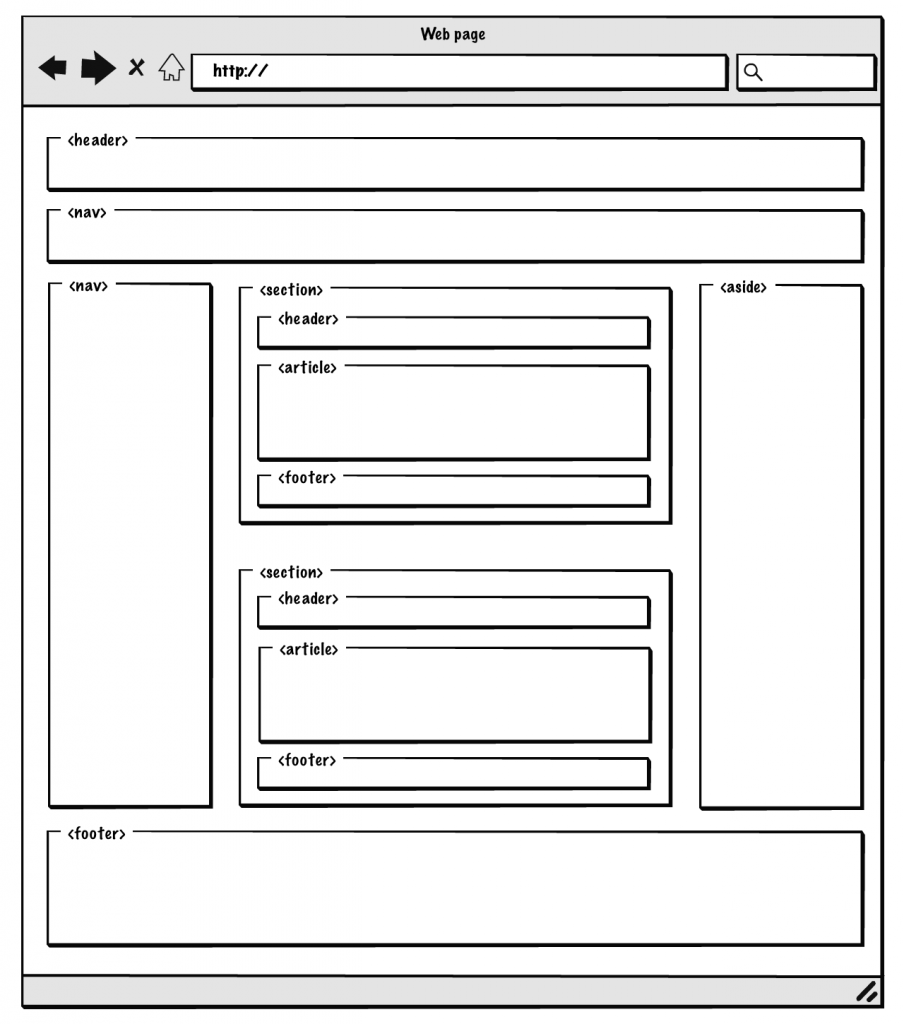 Web page
http://
<header>
<nav>
<nav>
<section>
<header>
<article>
<footer>
<section>
<header>
<article>
<footer>
<aside>
<footer>